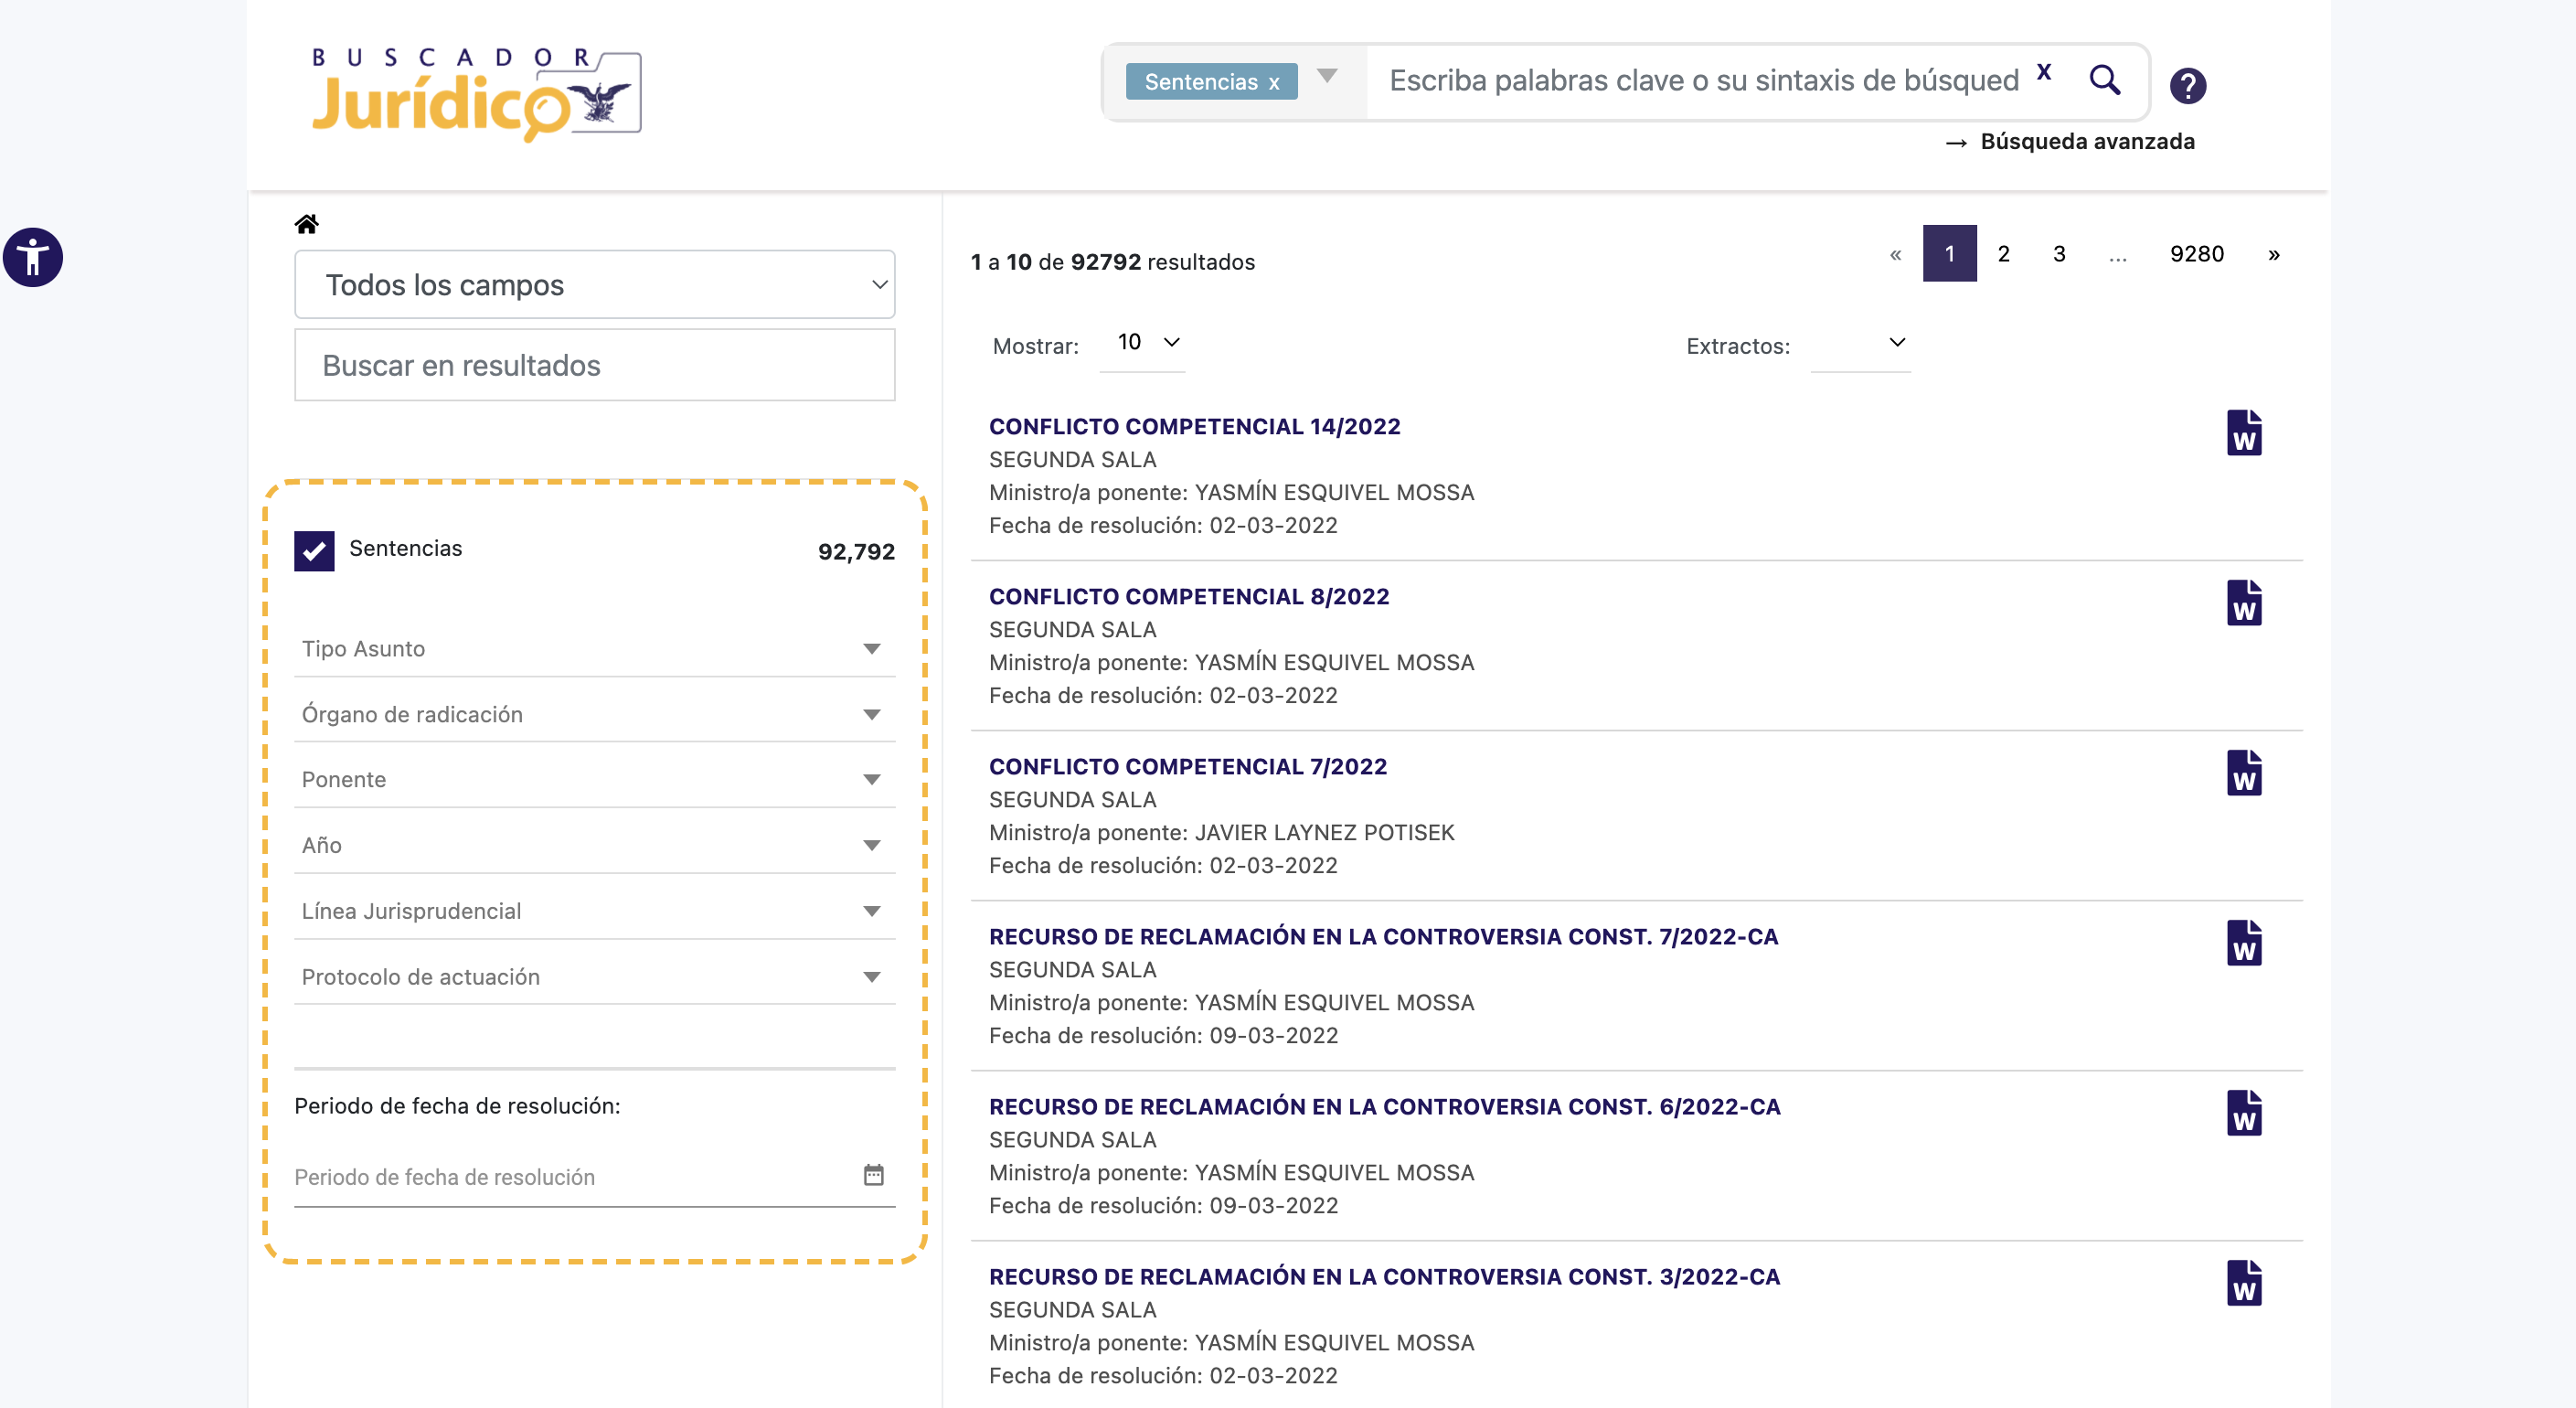 BUSCADOR
Jurídico
Sentencias x
Escriba palabras clave o su sintaxis de búsqued
X
?
→ Búsqueda avanzada
Todos los campos
Buscar en resultados
Sentencias 92,792
Tipo Asunto
Órgano de radicación
Ponente
Año
Línea Jurisprudencial
Protocolo de actuación
Periodo de fecha de resolución:
Periodo de fecha de resolución
1 a 10 de 92792 resultados
« 1 2 3 ... 9280 »
Mostrar: 10
Extractos:
CONFLICTO COMPETENCIAL 14/2022
W
SEGUNDA SALA
Ministro/a ponente: YASMÍN ESQUIVEL MOSSA
Fecha de resolución: 02-03-2022
CONFLICTO COMPETENCIAL 8/2022
W
SEGUNDA SALA
Ministro/a ponente: YASMÍN ESQUIVEL MOSSA
Fecha de resolución: 02-03-2022
CONFLICTO COMPETENCIAL 7/2022
W
SEGUNDA SALA
Ministro/a ponente: JAVIER LAYNEZ POTISEK
Fecha de resolución: 02-03-2022
RECURSO DE RECLAMACIÓN EN LA CONTROVERSIA CONST. 7/2022-CA
W
SEGUNDA SALA
Ministro/a ponente: YASMÍN ESQUIVEL MOSSA
Fecha de resolución: 09-03-2022
RECURSO DE RECLAMACIÓN EN LA CONTROVERSIA CONST. 6/2022-CA
W
SEGUNDA SALA
Ministro/a ponente: YASMÍN ESQUIVEL MOSSA
Fecha de resolución: 09-03-2022
RECURSO DE RECLAMACIÓN EN LA CONTROVERSIA CONST. 3/2022-CA
W
SEGUNDA SALA
Ministro/a ponente: YASMÍN ESQUIVEL MOSSA
Fecha de resolución: 02-03-2022